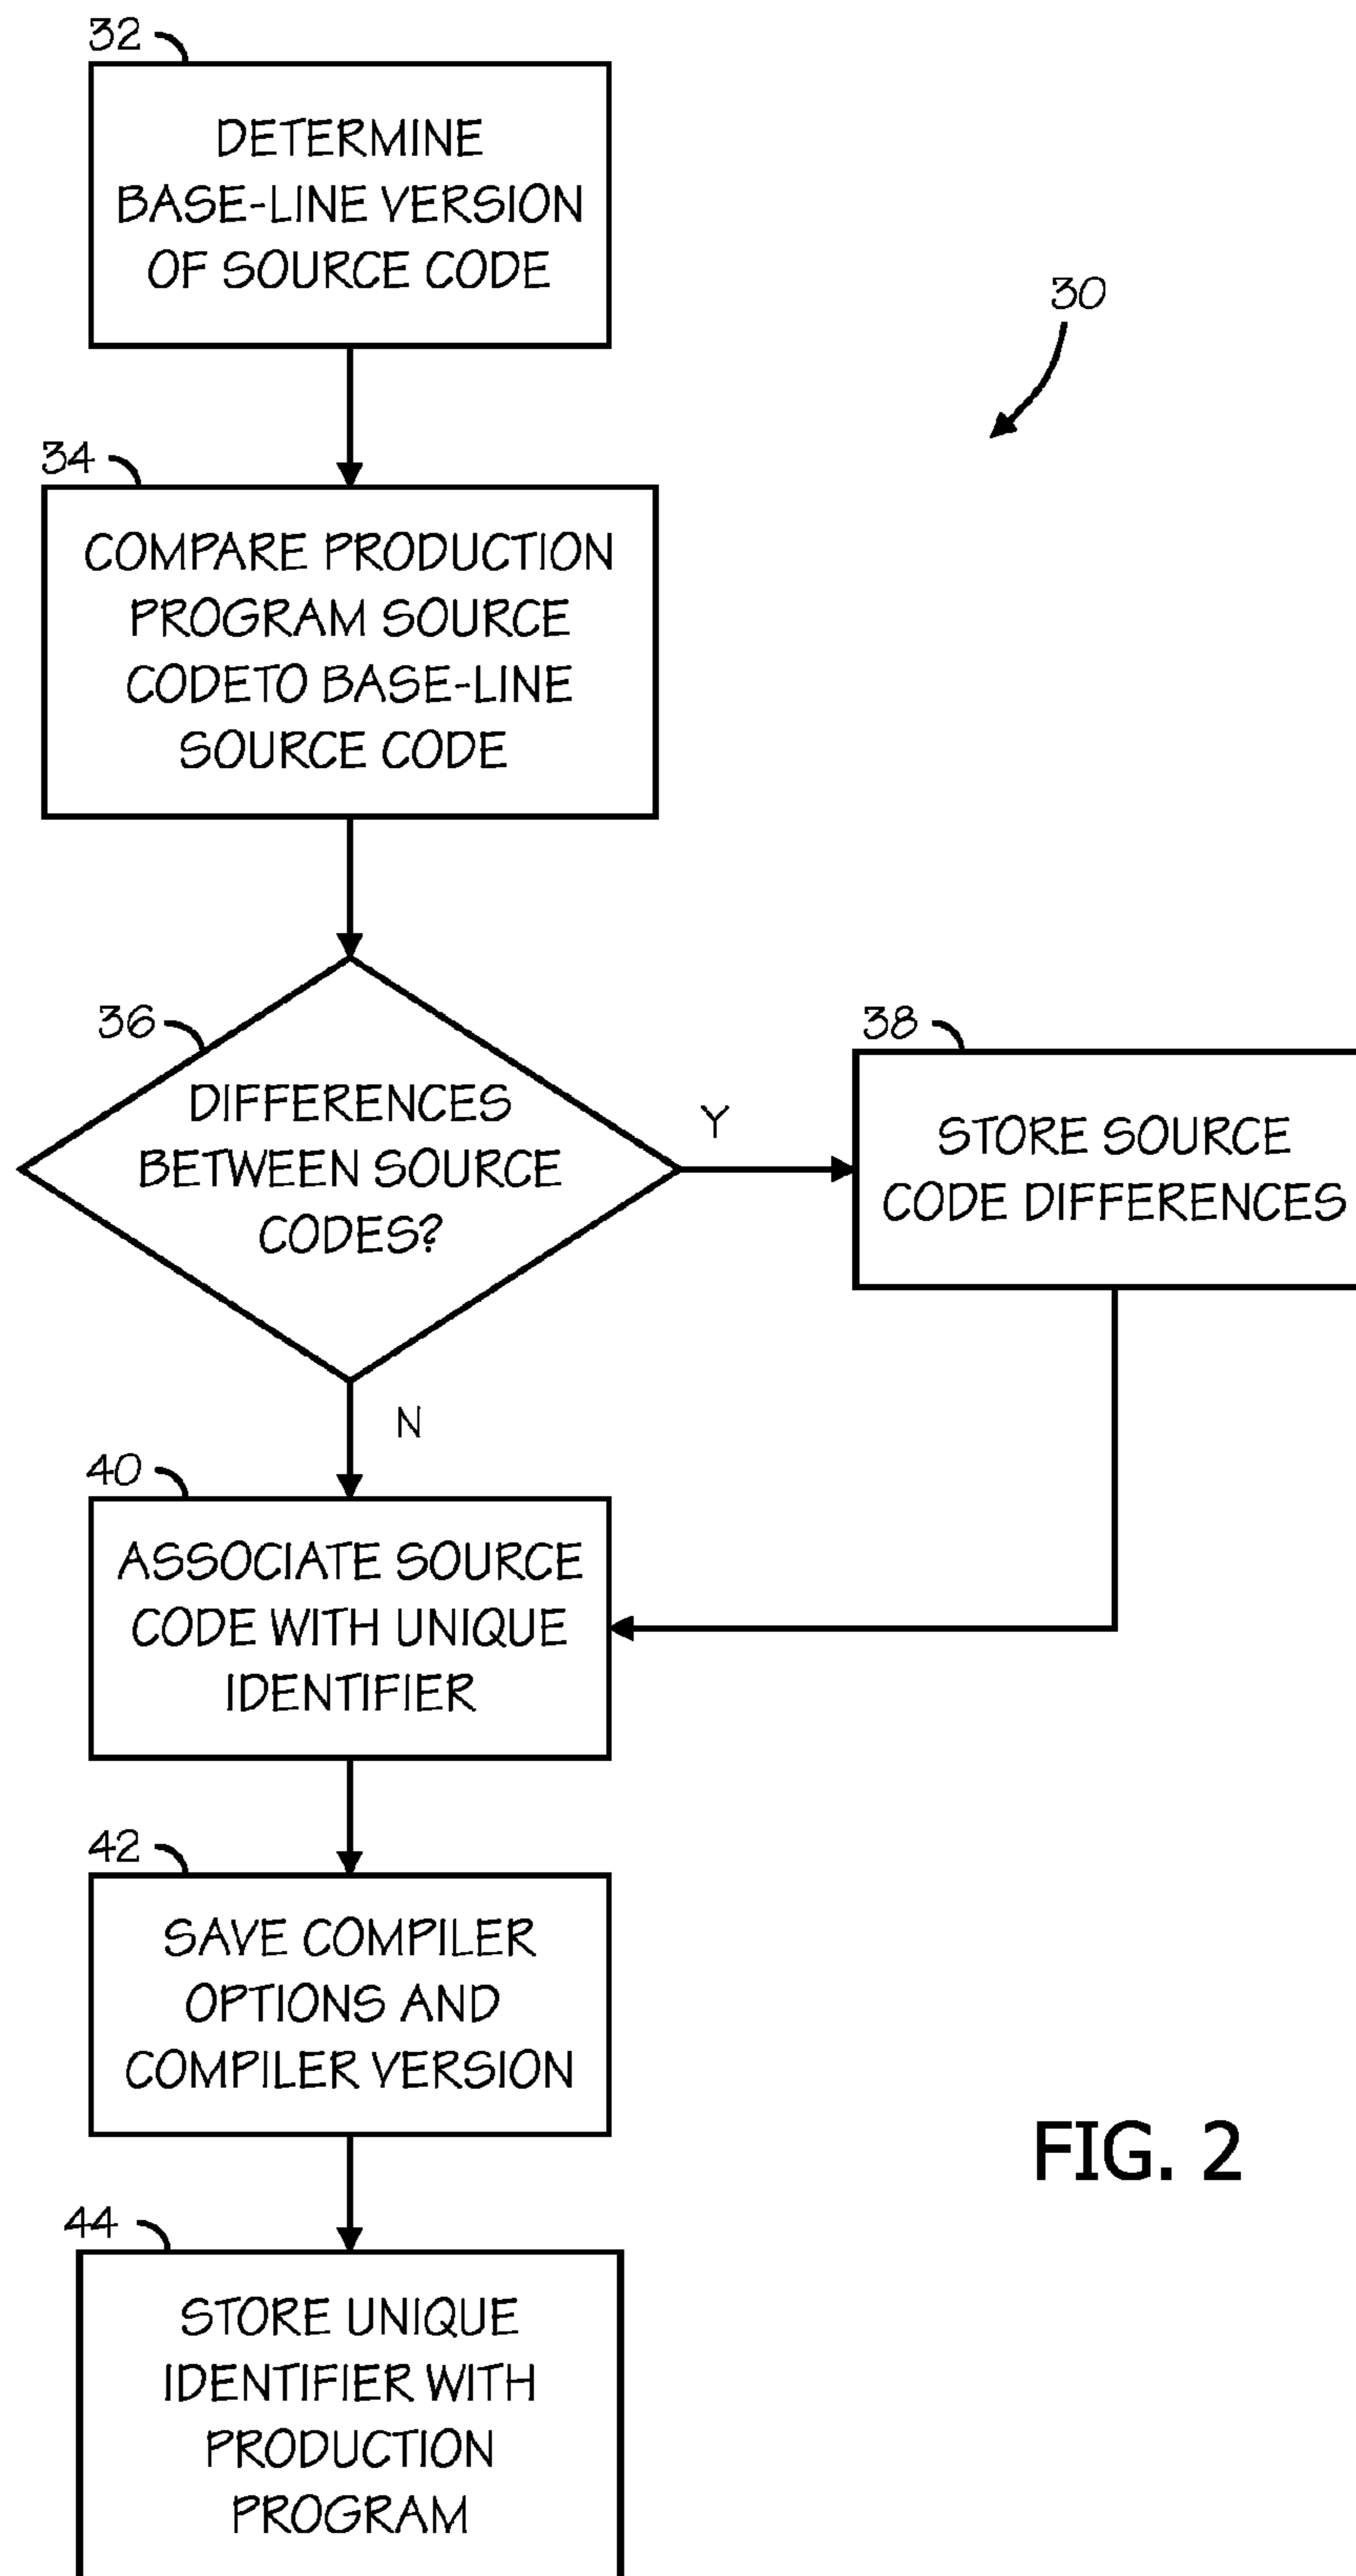 32
DETERMINE
BASE-LINE VERSION
OF SOURCE CODE
30
34
COMPARE PRODUCTION
PROGRAM SOURCE
CODETO BASE-LINE
SOURCE CODE
36
DIFFERENCES
BETWEEN SOURCE
CODES?
Y
38
STORE SOURCE
CODE DIFFERENCES
N
40
ASSOCIATE SOURCE
CODE WITH UNIQUE
IDENTIFIER
42
SAVE COMPILER
OPTIONS AND
COMPILER VERSION
FIG. 2
44
STORE UNIQUE
IDENTIFIER WITH
PRODUCTION
PROGRAM